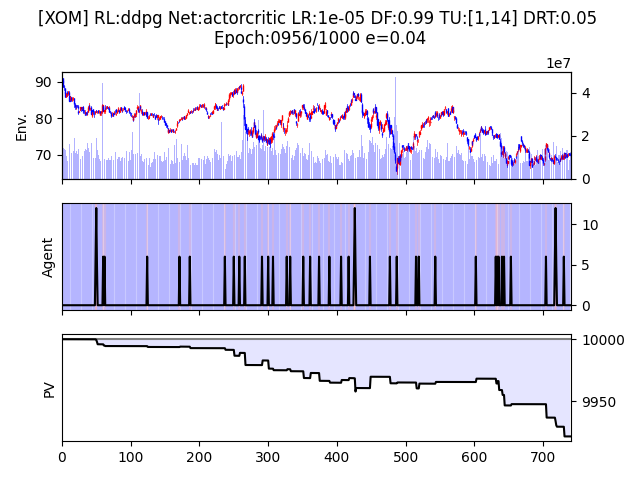 [XOM] RL:ddpg Net:actorcritic LR:1e-05 DF:0.99 TU:[1,14] DRT:0.05
Epoch:0956/1000 e=0.04
1e7
Env.
90
80
70
4
2
0
Agent
10
5
0
PV
10000
9950
0 100 200 300 400 500 600 700